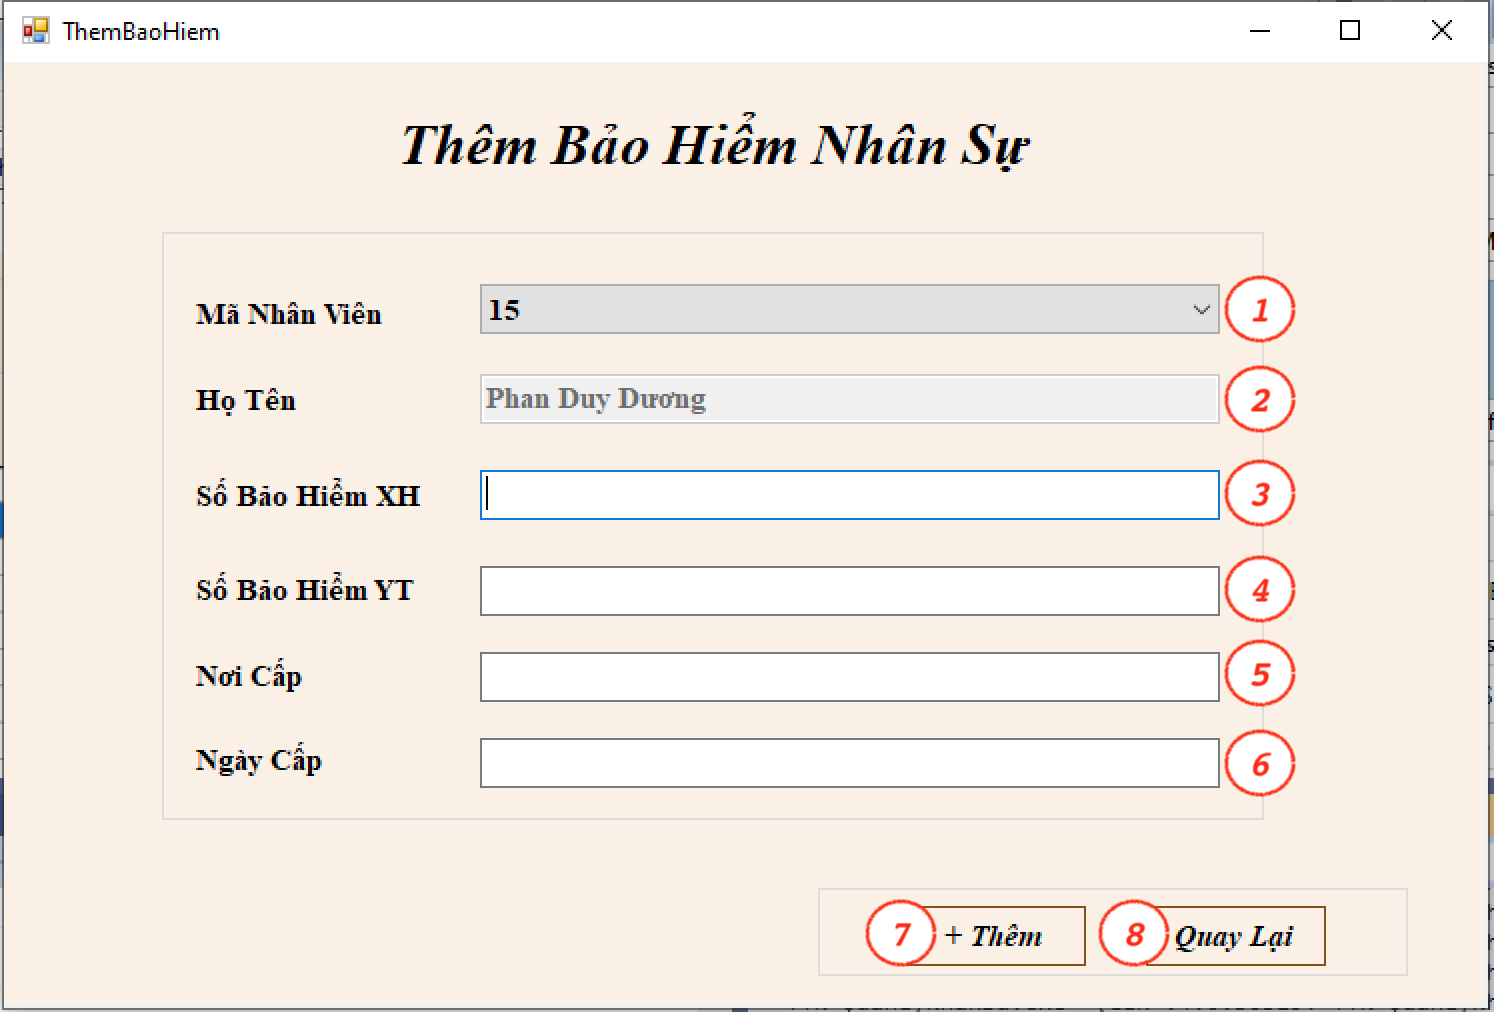 ThemBaoHiem
Thêm Bảo Hiểm Nhân Sự
Mã Nhân Viên 15 1
Họ Tên Phan Duy Dương 2
Số Bảo Hiểm XH 3
Số Bảo Hiểm YT 4
Nơi Cấp 5
Ngày Cấp 6
7 + Thêm 8 Quay Lại